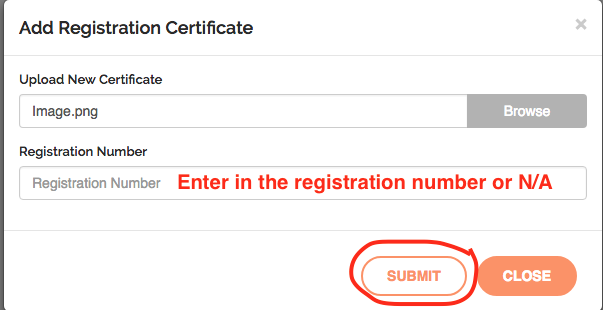 Add Registration Certificate ×
Upload New Certificate
Image.png Browse
Registration Number
Registration Number Enter in the registration number or N/A
SUBMIT CLOSE